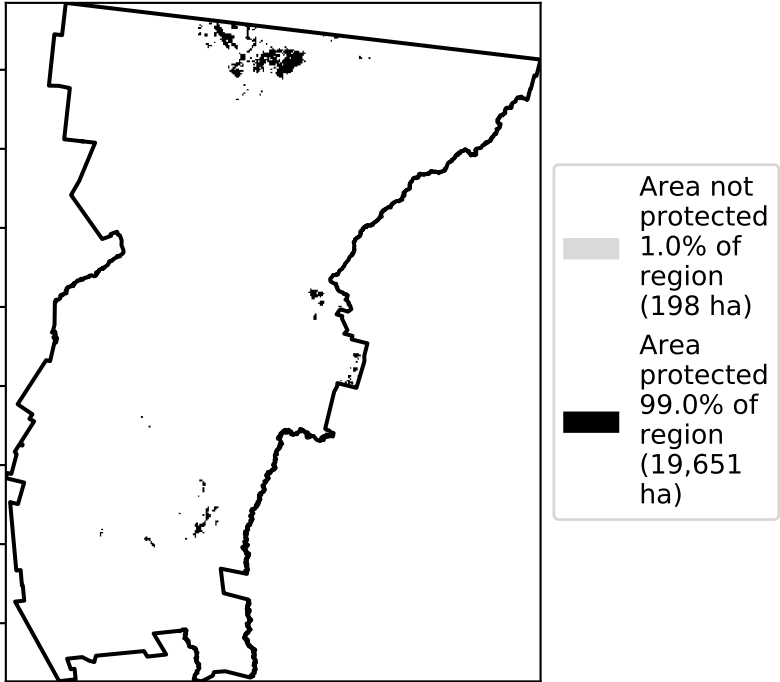 Area not
protected
1.0% of
region
(198 ha)
Area
protected
99.0% of
region
(19,651
ha)